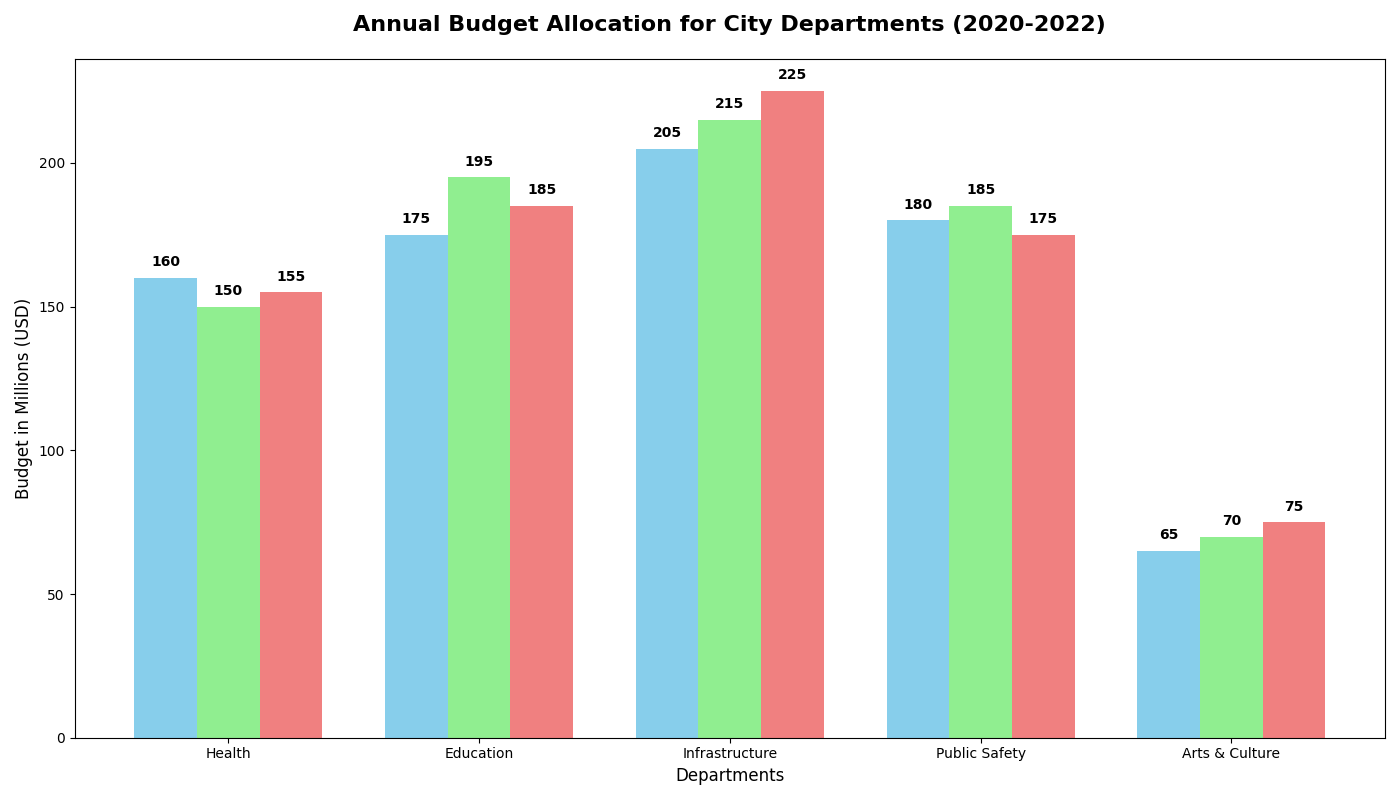 Annual Budget Allocation for City Departments (2020-2022)
Budget in Millions (USD)
200
150
100
50
0
160
150
155
175
195
185
205
215
225
180
185
175
65
70
75
Health
Education
Infrastructure
Public Safety
Arts & Culture
Departments